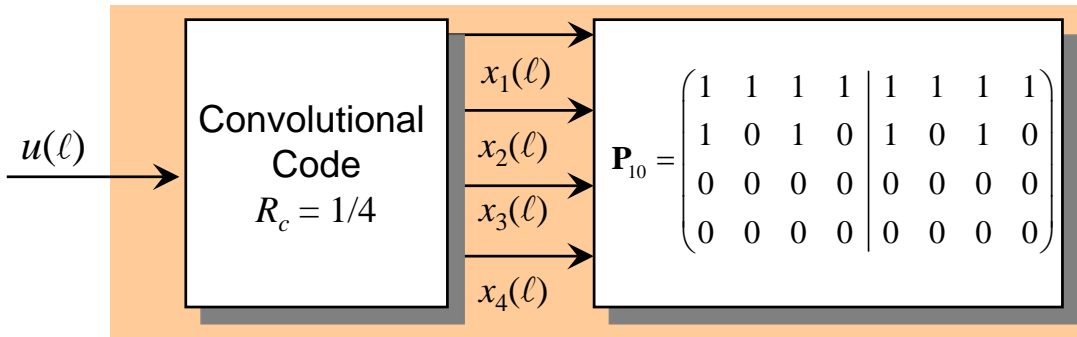 u(ℓ)
Convolutional
Code
R_c = 1/4
x_1(ℓ)
x_2(ℓ)
x_3(ℓ)
x_4(ℓ)
P_10 =
1 1 1 1 | 1 1 1 1
1 0 1 0 | 1 0 1 0
0 0 0 0 | 0 0 0 0
0 0 0 0 | 0 0 0 0